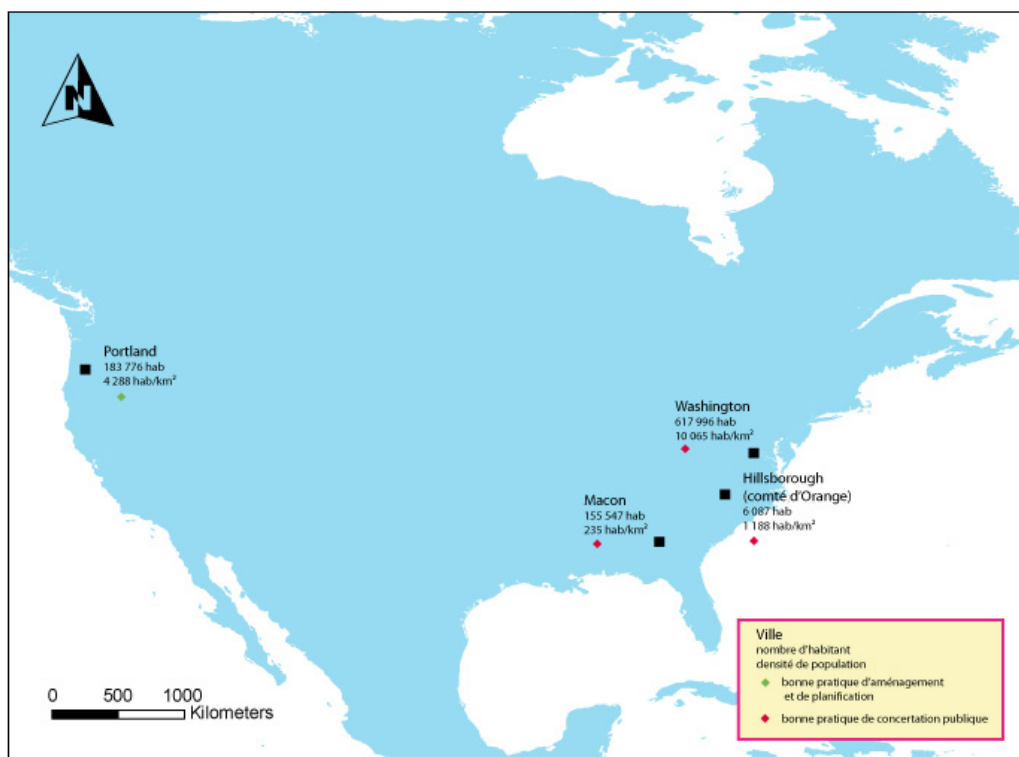 N
Portland
183 776 hab
4 288 hab/km²
Washington
617 996 hab
10 065 hab/km²
Hillsborough
(comté d'Orange)
6 087 hab
1 188 hab/km²
Macon
155 547 hab
235 hab/km²
Ville
nombre d'habitant
densité de population
bonne pratique d'aménagement
et de planification
bonne pratique de concertation publique
0 500 1000
Kilometers